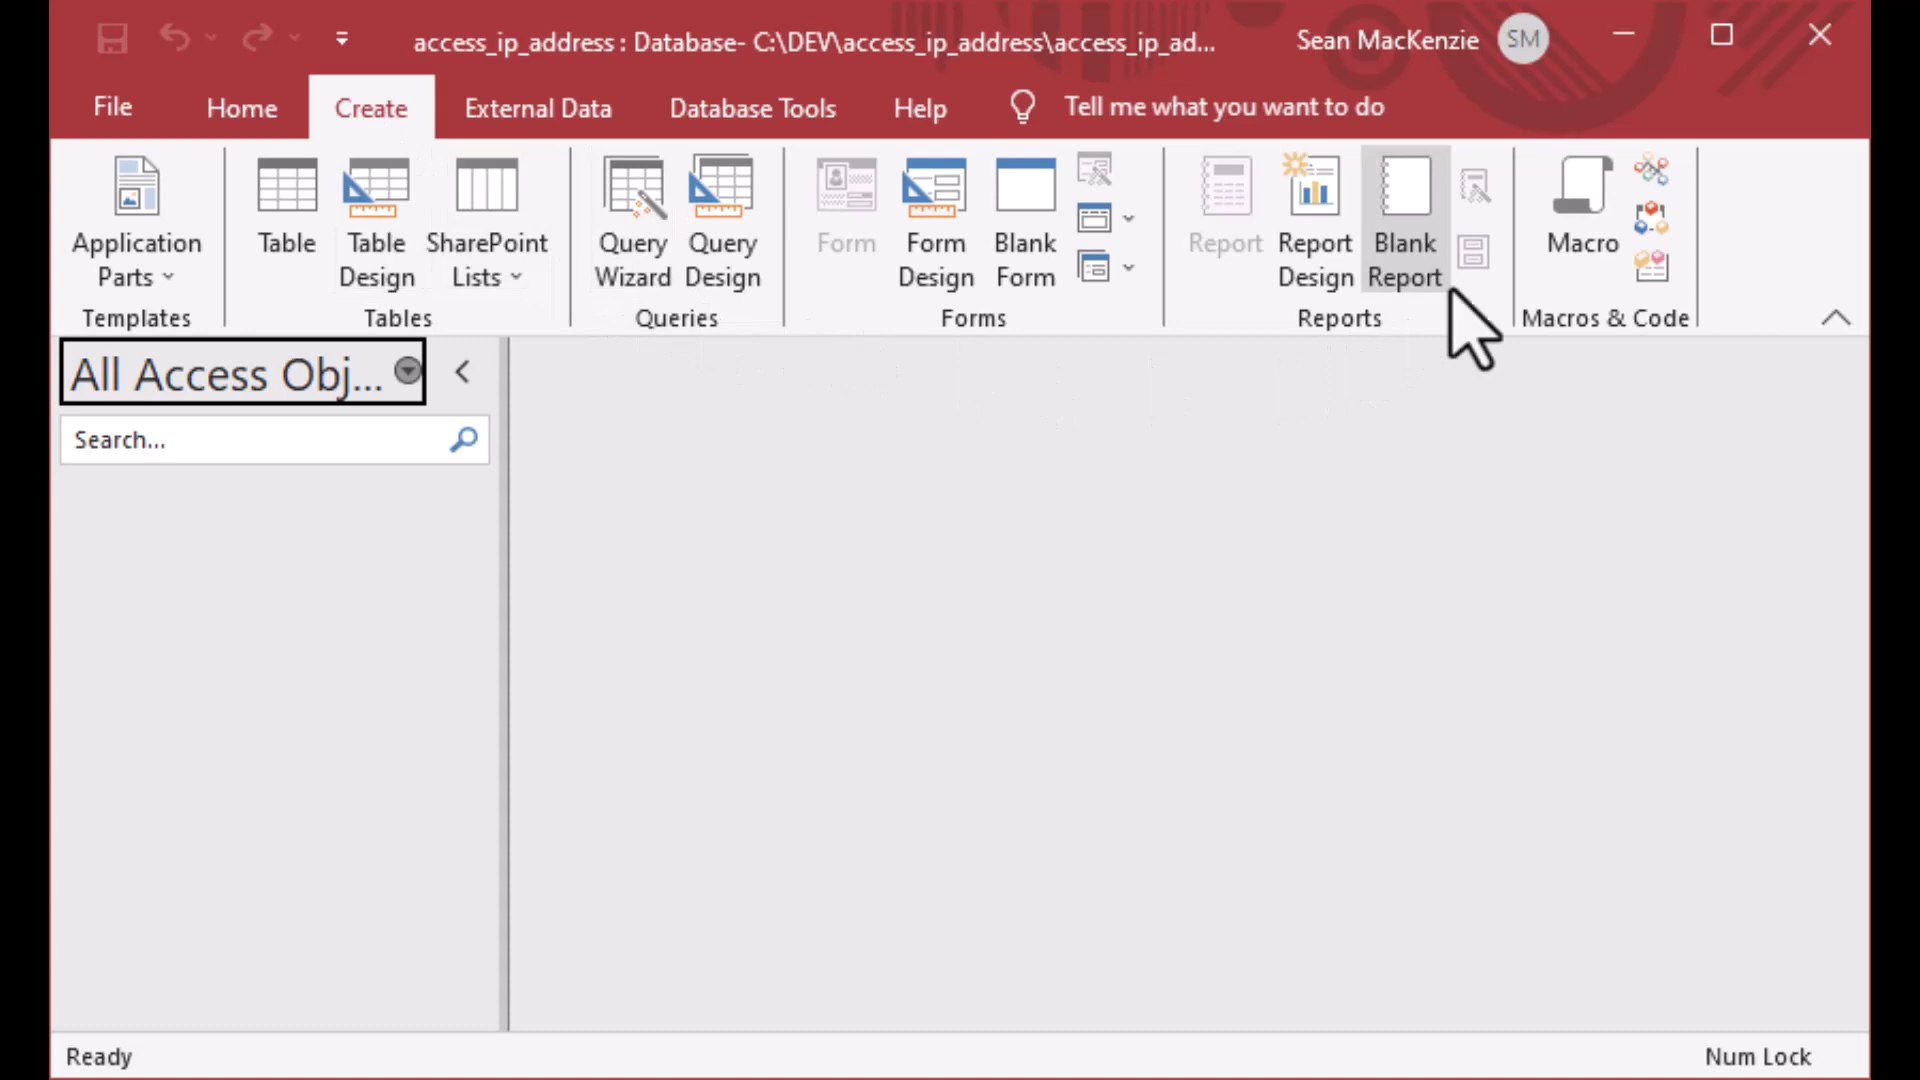 access_ip_address : Database- C:\DEV\access_ip_address\access_ip_ad...
Sean MacKenzie
SM
File
Home
Create
External Data
Database Tools
Help
Tell me what you want to do
Application
Parts
Table
Table
Design
SharePoint
Lists
Query
Wizard
Query
Design
Form
Form
Design
Blank
Form
Report
Report
Design
Blank
Report
Macro
Templates
Tables
Queries
Forms
Reports
Macros & Code
All Access Obj...
Search...
Ready
Num Lock